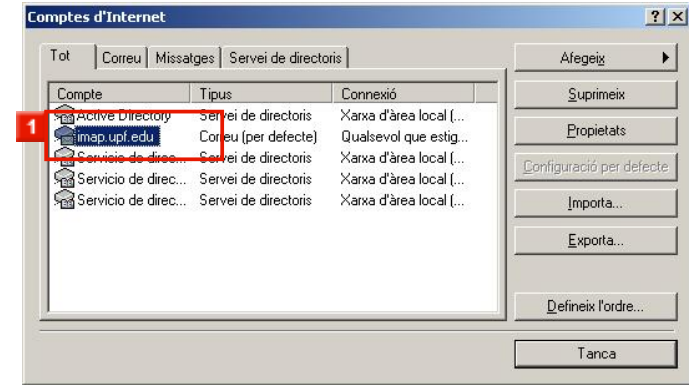 Comptes d'Internet
Tot Correu Missatges Servei de directoris
Compte Tipus Connexió
Active Directory Servei de directoris Xarxa d'àrea local (...
1 imap.upf.edu Correu (per defecte) Qualsevol que estig...
Servicio de direc... Servei de directoris Xarxa d'àrea local (...
Servicio de direc... Servei de directoris Xarxa d'àrea local (...
Servicio de direc... Servei de directoris Xarxa d'àrea local (...
Afegeix
Suprimeix
Propietats
Configuració per defecte
Importa...
Exporta...
Defineix l'ordre...
Tanca